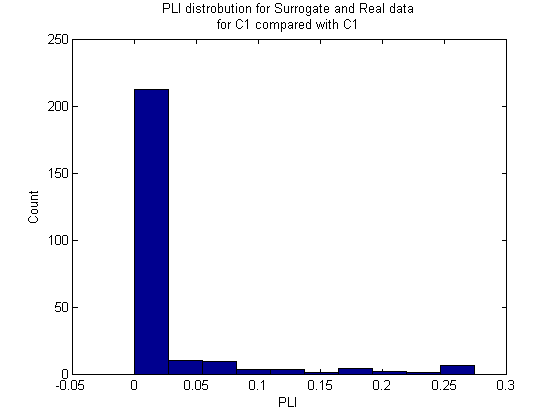 PLI distrobution for Surrogate and Real data
for C1 compared with C1
250
200
150
100
50
0
Count
-0.05 0 0.05 0.1 0.15 0.2 0.25 0.3
PLI